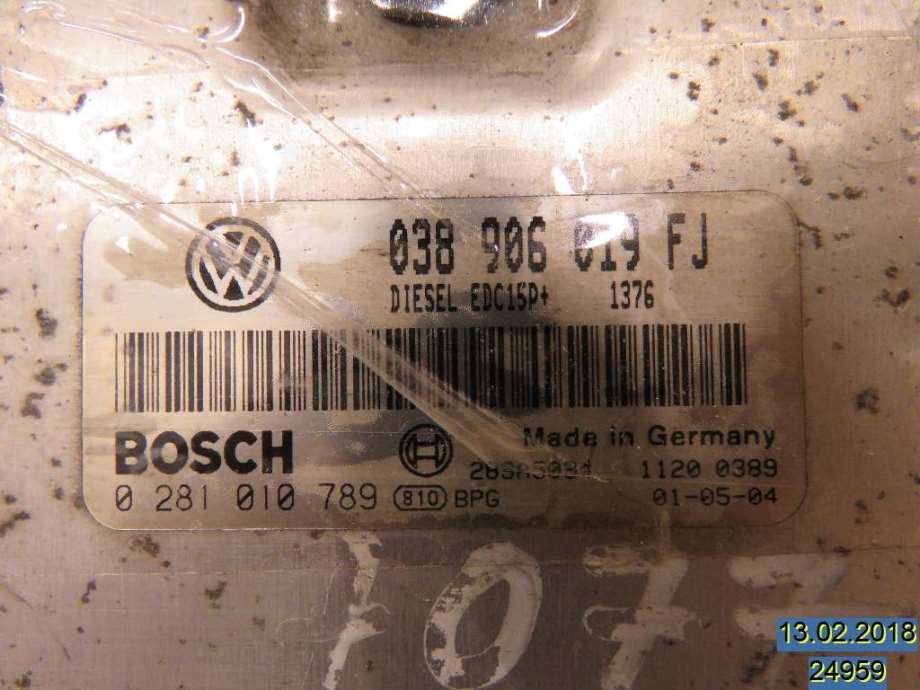 038 906 019 FJ
DIESEL EDC15P+ 1376
BOSCH
Made in Germany
1120 0389
0 281 010 789 810 BPG 01-05-04
1077
13.02.2018
24959